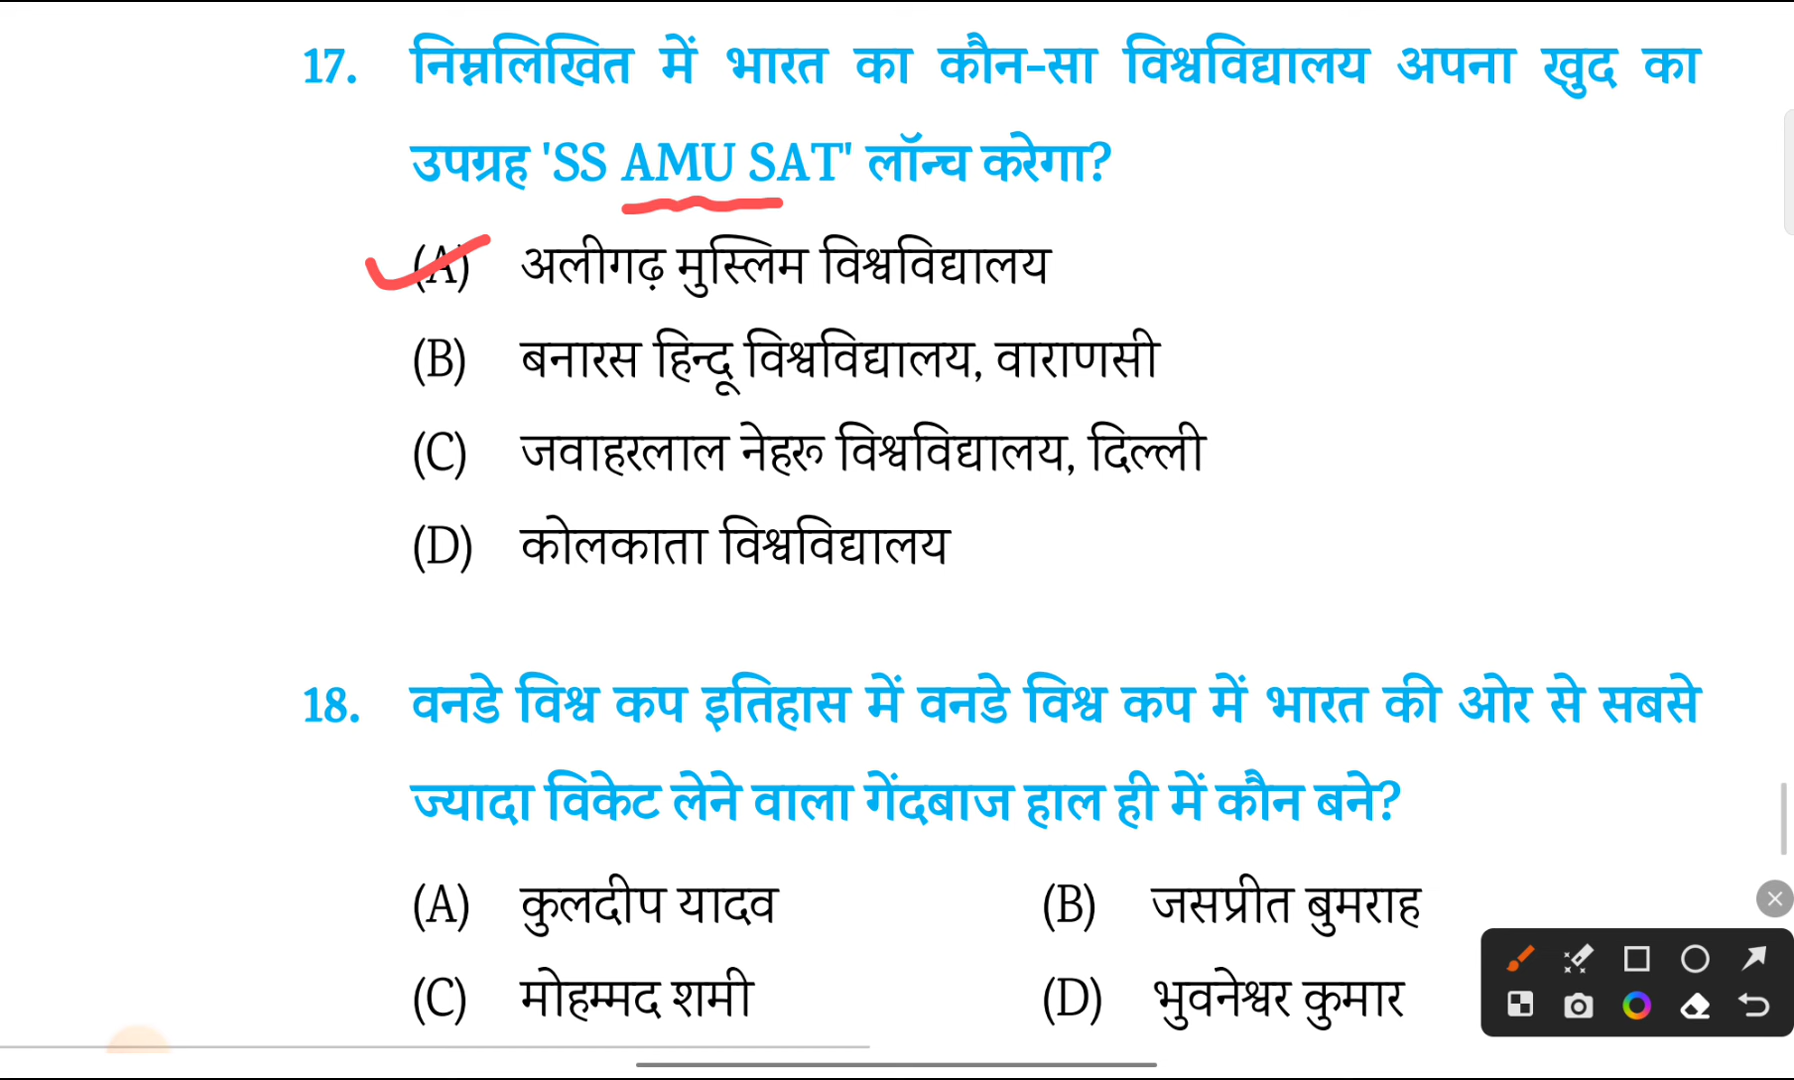 17. निम्नलिखित में भारत का कौन-सा विश्वविद्यालय अपना खुद का
उपग्रह 'SS AMU SAT' लॉन्च करेगा?
(A) अलीगढ़ मुस्लिम विश्वविद्यालय
(B) बनारस हिन्दू विश्वविद्यालय, वाराणसी
(C) जवाहरलाल नेहरू विश्वविद्यालय, दिल्ली
(D) कोलकाता विश्वविद्यालय
18. वनडे विश्व कप इतिहास में वनडे विश्व कप में भारत की ओर से सबसे
ज्यादा विकेट लेने वाला गेंदबाज हाल ही में कौन बने?
(A) कुलदीप यादव (B) जसप्रीत बुमराह
(C) मोहम्मद शमी (D) भुवनेश्वर कुमार